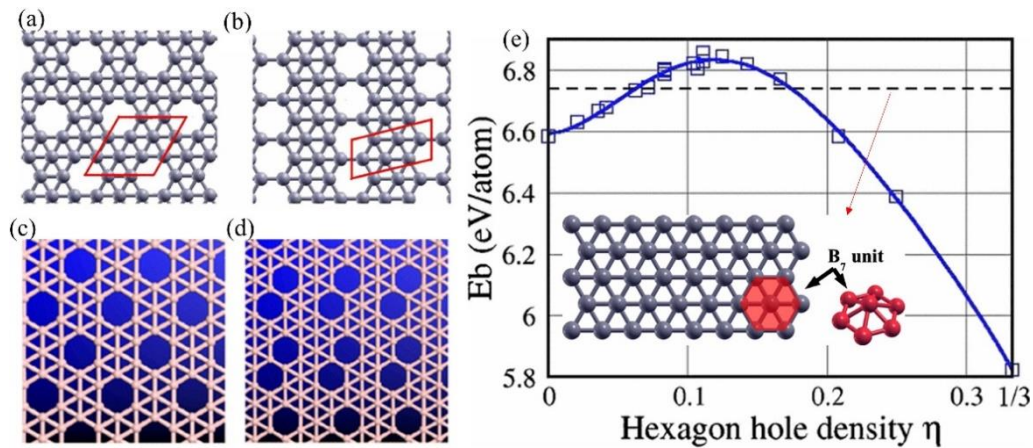 (a)
(b)
(c)
(d)
(e)
Eb (eV/atom)
6.8
6.6
6.4
6.2
6
5.8
B7 unit
0
0.1
0.2
0.3
1/3
Hexagon hole density η